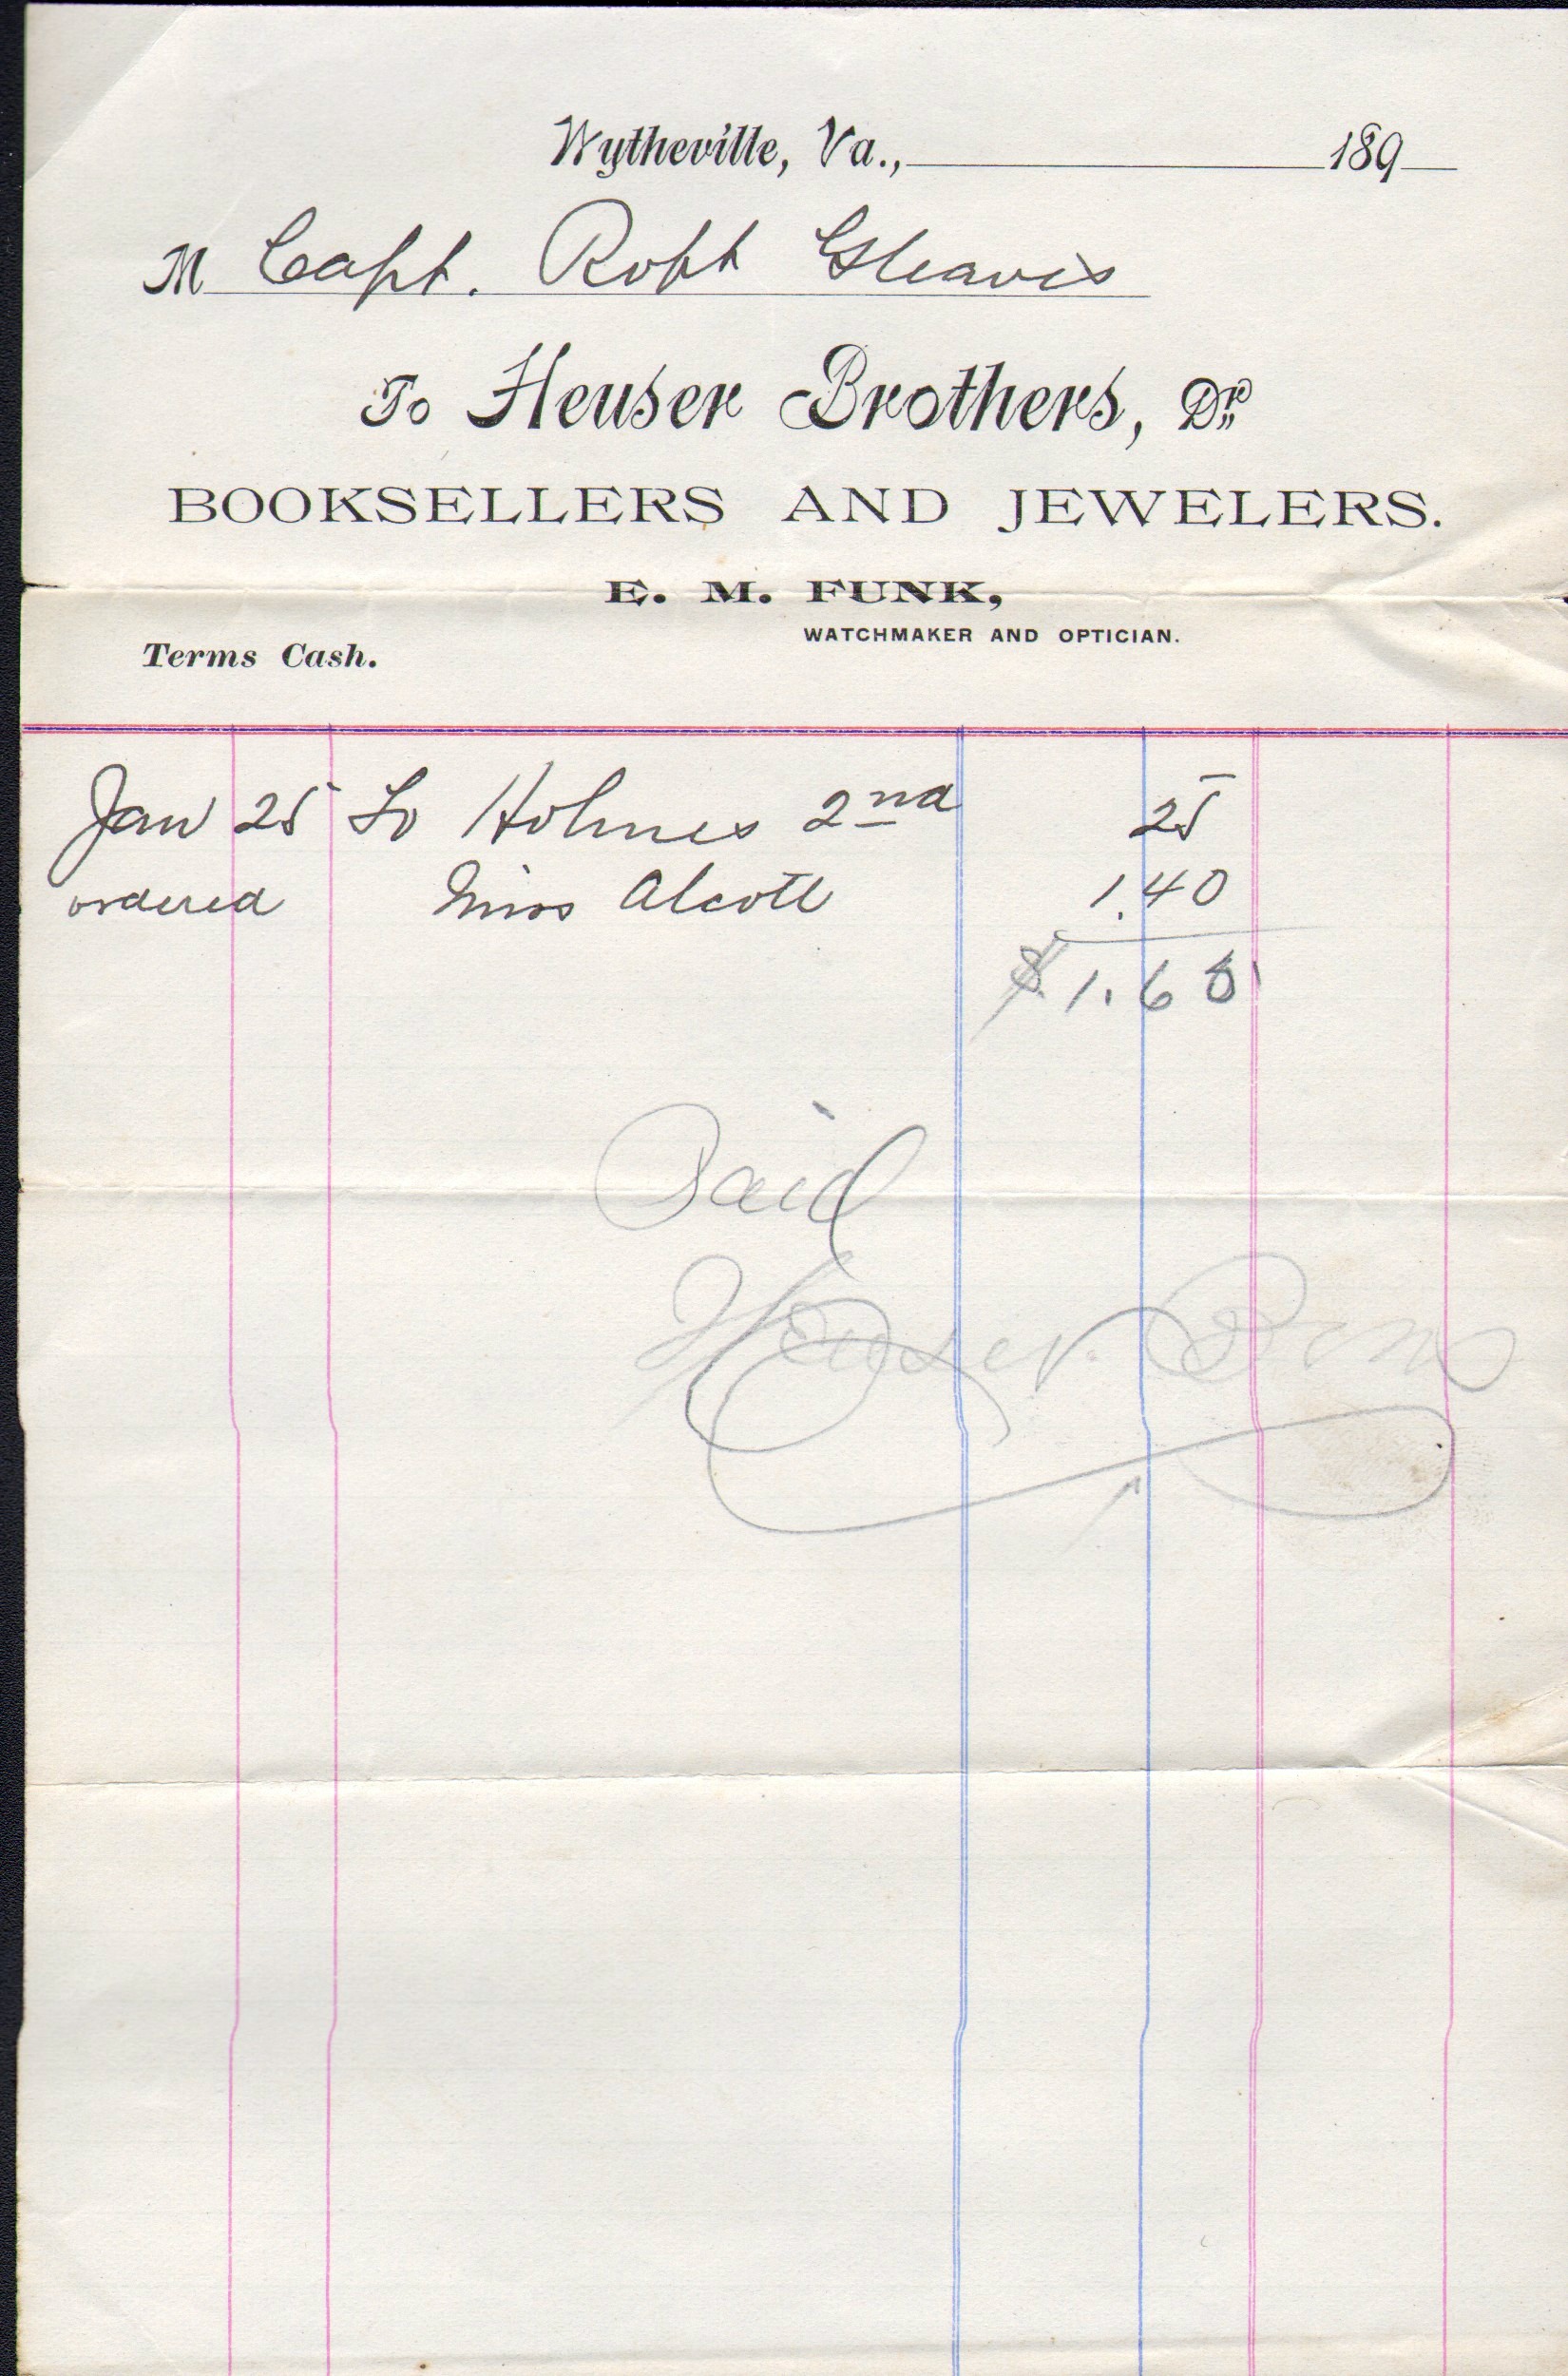 Wytheville, Va., 189
M Capt. Robt Gleaves
To Heuser Brothers, Dr.
BOOKSELLERS AND JEWELERS.
E. M. FUNK,
WATCHMAKER AND OPTICIAN.
Terms Cash.
Jan 25 To Holmes 2nd 25
ordered Miss Alcott 1.40
$1.65
Paid
Heuser Bros